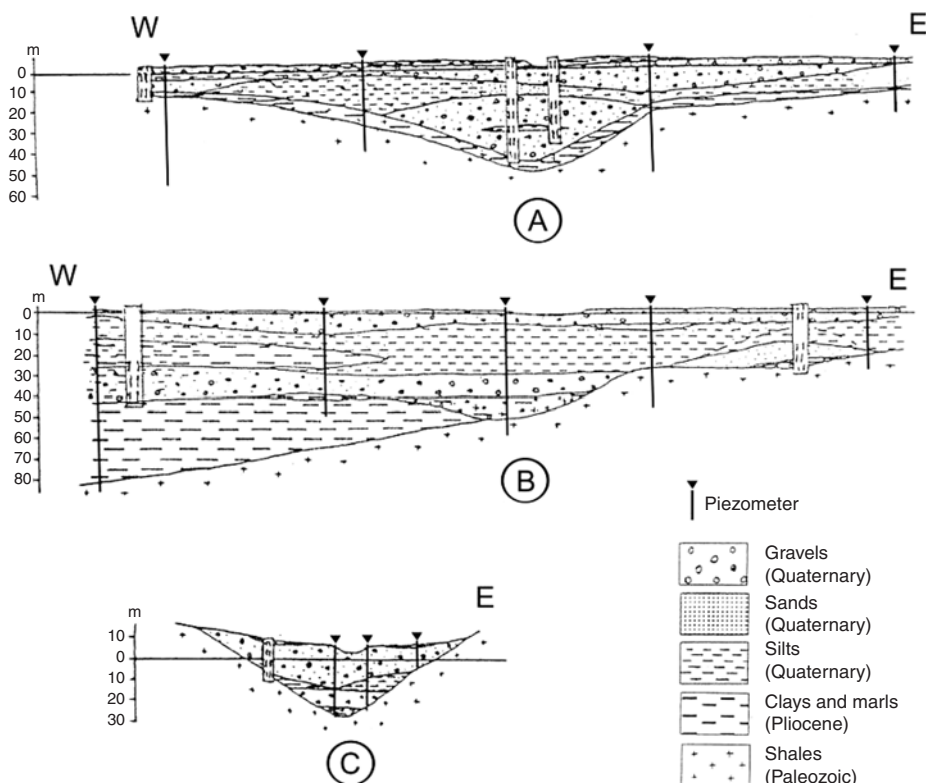 W
E
m
0
10
20
30
40
50
60
A
W
E
m
0
10
20
30
40
50
60
70
80
B
Piezometer
Gravels
(Quaternary)
Sands
(Quaternary)
Silts
(Quaternary)
Clays and marls
(Pliocene)
Shales
(Paleozoic)
E
m
10
0
10
20
30
C